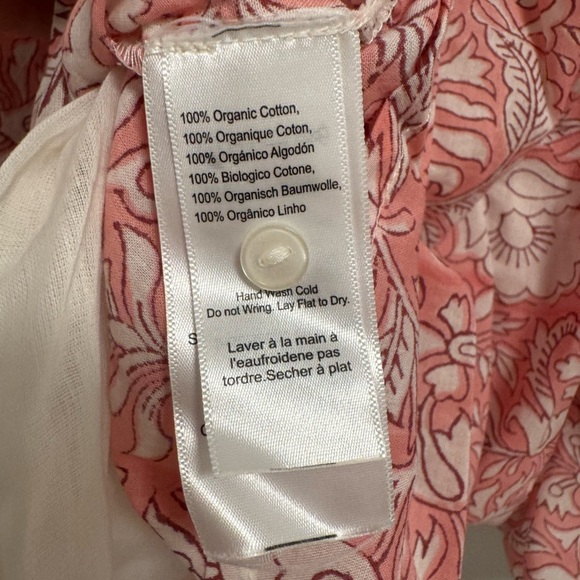 100% Organic Cotton,
100% Organique Coton,
100% Orgánico Algodón
100% Biologico Cotone,
100% Organisch Baumwolle,
100% Orgânico Linho
Hand Wash Cold
Do not Wring. Lay Flat to Dry.
Laver à la main à
l'eaufroidene pas
tordre.Secher à plat